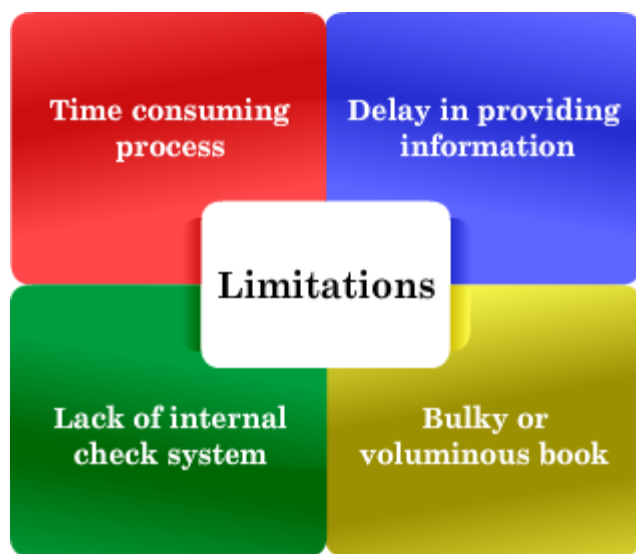 Time consuming
process
Delay in providing
information
Limitations
Lack of internal
check system
Bulky or
voluminous book